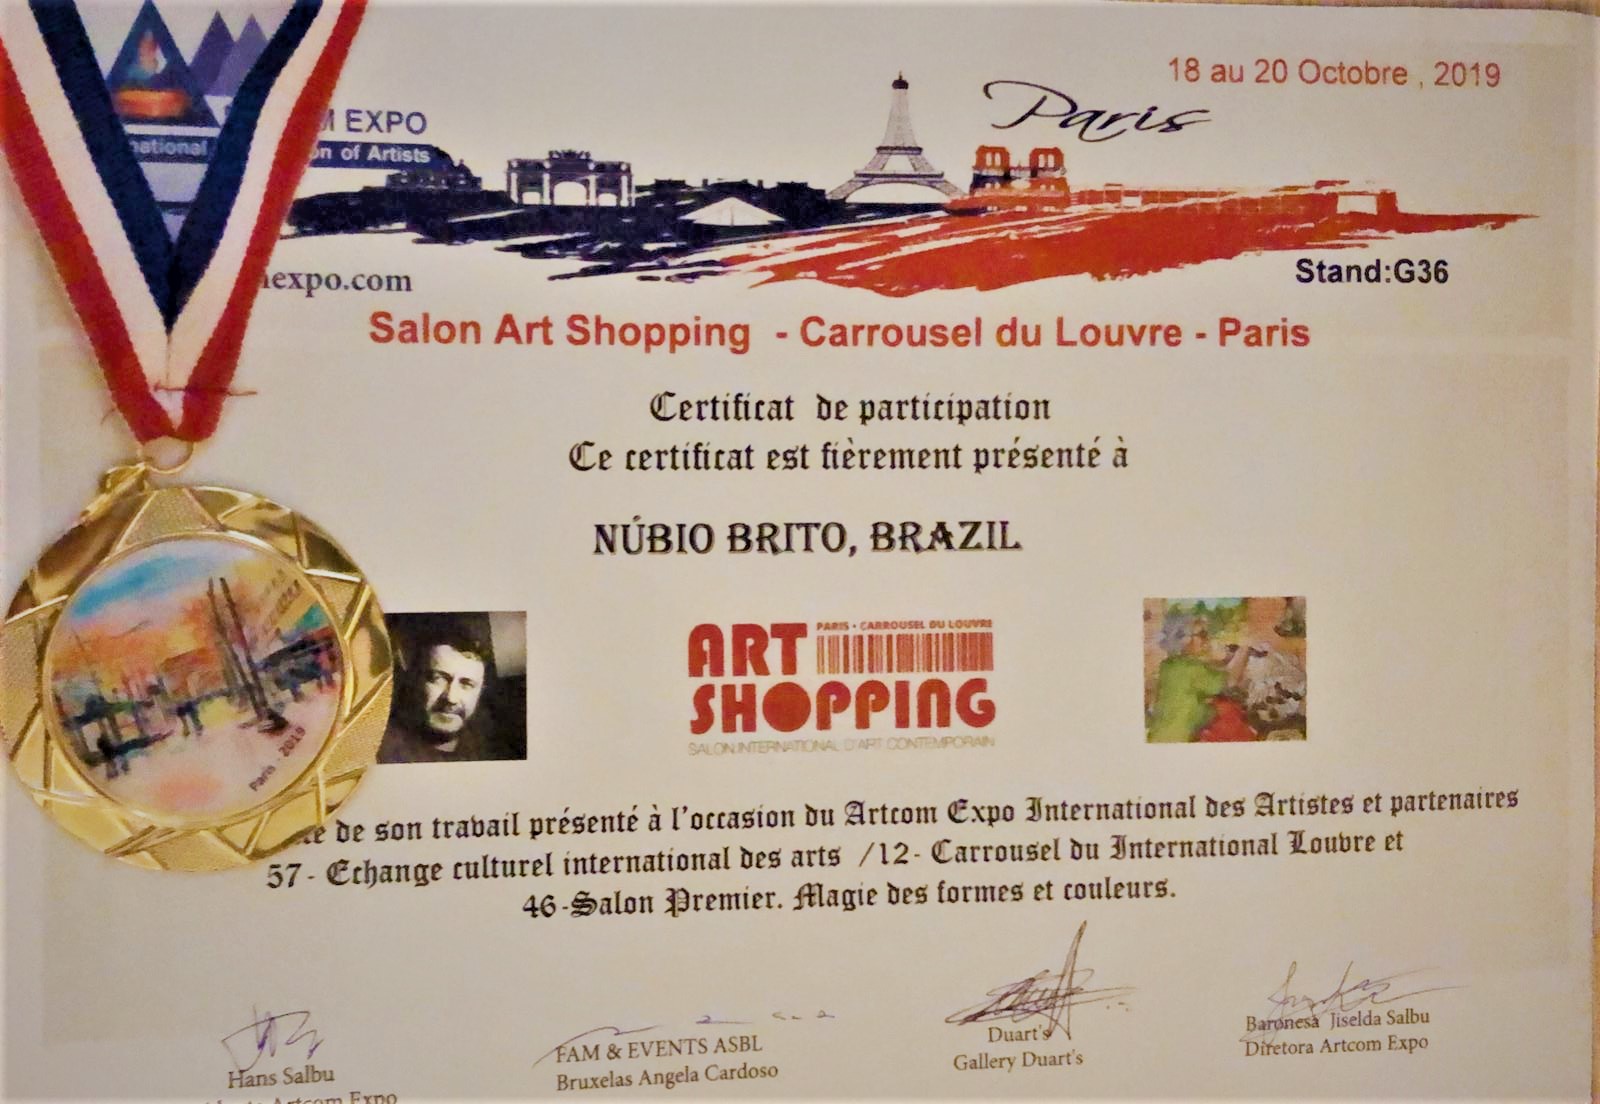 18 au 20 Octobre , 2019
Paris
EXPO
of Artists
Stand:G36
Salon Art Shopping - Carrousel du Louvre - Paris
Certificat de participation
Ce certificat est fièrement présenté à
NÚBIO BRITO, BRAZIL
PARIS - CARROUSEL DU LOUVRE
ART
SHOPPING
SALON INTERNATIONAL D'ART CONTEMPORAIN
Paris - 2019
de son travail présenté à l'occasion du Artcom Expo International des Artistes et partenaires
57- Echange culturel international des arts /12- Carrousel du International Louvre et
46-Salon Premier. Magie des formes et couleurs.
Hans Salbu
Artcom Expo
FAM & EVENTS ASBL
Bruxelas Angela Cardoso
Duart's
Gallery Duart's
Baronesa Jiselda Salbu
Diretora Artcom Expo